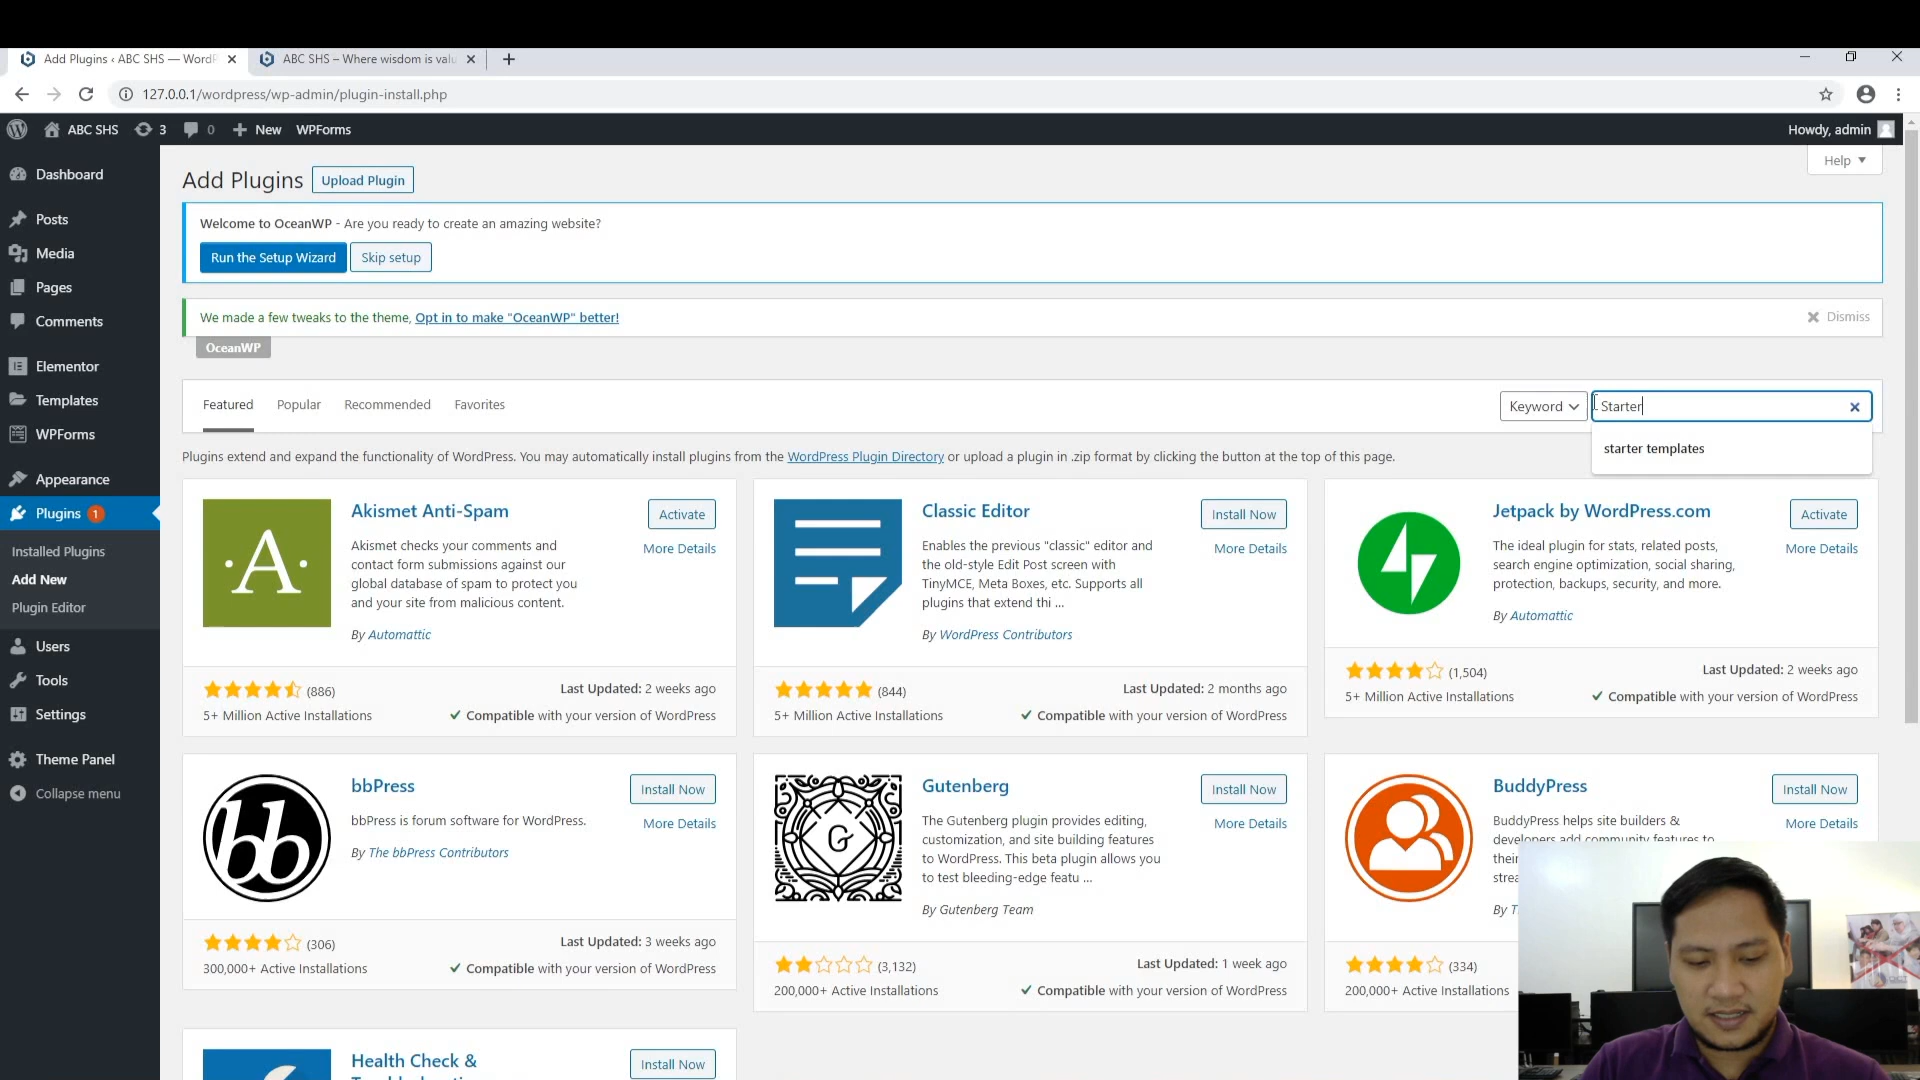 Add Plugins ‹ ABC SHS — WordP
ABC SHS – Where wisdom is valu
127.0.0.1/wordpress/wp-admin/plugin-install.php
ABC SHS 3 0 New WPForms
Howdy, admin
Help
Dashboard
Posts
Media
Pages
Comments
Elementor
Templates
WPForms
Appearance
Plugins 1
Installed Plugins
Add New
Plugin Editor
Users
Tools
Settings
Theme Panel
Collapse menu
Add Plugins Upload Plugin
Welcome to OceanWP - Are you ready to create an amazing website?
Run the Setup Wizard Skip setup
We made a few tweaks to the theme, Opt in to make "OceanWP" better!
Dismiss
OceanWP
Featured Popular Recommended Favorites
Keyword Starter
starter templates
Plugins extend and expand the functionality of WordPress. You may automatically install plugins from the WordPress Plugin Directory or upload a plugin in .zip format by clicking the button at the top of this page.
A
Akismet Anti-Spam
Activate
More Details
Akismet checks your comments and
contact form submissions against our
global database of spam to protect you
and your site from malicious content.
By Automattic
(886)
Last Updated: 2 weeks ago
5+ Million Active Installations
Compatible with your version of WordPress
Classic Editor
Install Now
More Details
Enables the previous "classic" editor and
the old-style Edit Post screen with
TinyMCE, Meta Boxes, etc. Supports all
plugins that extend thi ...
By WordPress Contributors
(844)
Last Updated: 2 months ago
5+ Million Active Installations
Compatible with your version of WordPress
Jetpack by WordPress.com
Activate
More Details
The ideal plugin for stats, related posts,
search engine optimization, social sharing,
protection, backups, security, and more.
By Automattic
(1,504)
Last Updated: 2 weeks ago
5+ Million Active Installations
Compatible with your version of WordPress
bb
bbPress
Install Now
More Details
bbPress is forum software for WordPress.
By The bbPress Contributors
(306)
Last Updated: 3 weeks ago
300,000+ Active Installations
Compatible with your version of WordPress
G
Gutenberg
Install Now
More Details
The Gutenberg plugin provides editing,
customization, and site building features
to WordPress. This beta plugin allows you
to test bleeding-edge featu ...
By Gutenberg Team
(3,132)
Last Updated: 1 week ago
200,000+ Active Installations
Compatible with your version of WordPress
BuddyPress
Install Now
More Details
BuddyPress helps site builders &
developers add community features to
By
(334)
200,000+ Active Installations
Health Check &
Install Now